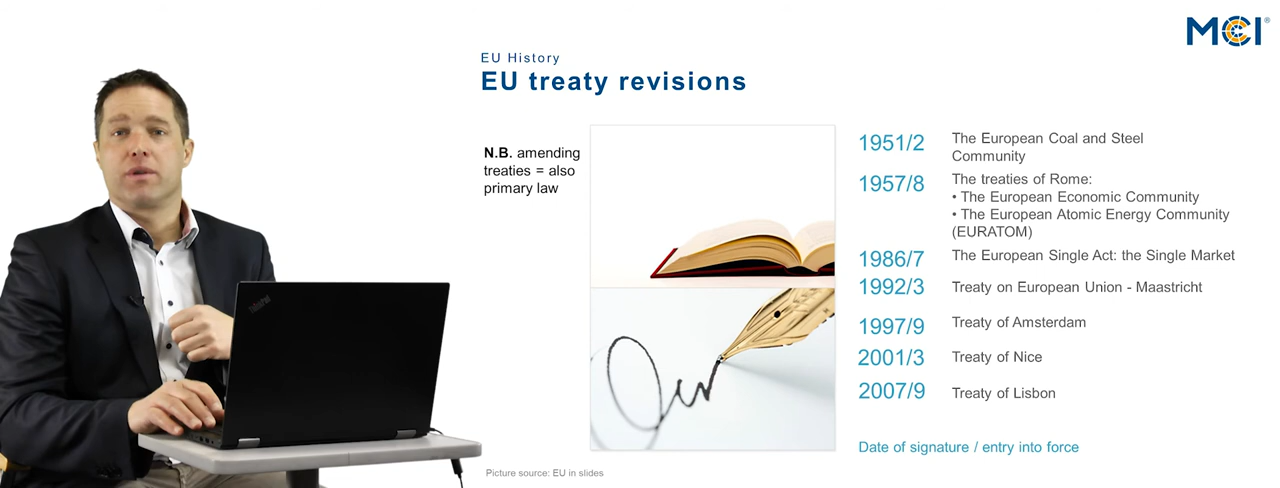 MCI®
EU History
EU treaty revisions
N.B. amending
treaties = also
primary law
1951/2 The European Coal and Steel
Community
1957/8 The treaties of Rome:
• The European Economic Community
• The European Atomic Energy Community
(EURATOM)
1986/7 The European Single Act: the Single Market
1992/3 Treaty on European Union - Maastricht
1997/9 Treaty of Amsterdam
2001/3 Treaty of Nice
2007/9 Treaty of Lisbon
Date of signature / entry into force
Picture source: EU in slides
ThinkPad